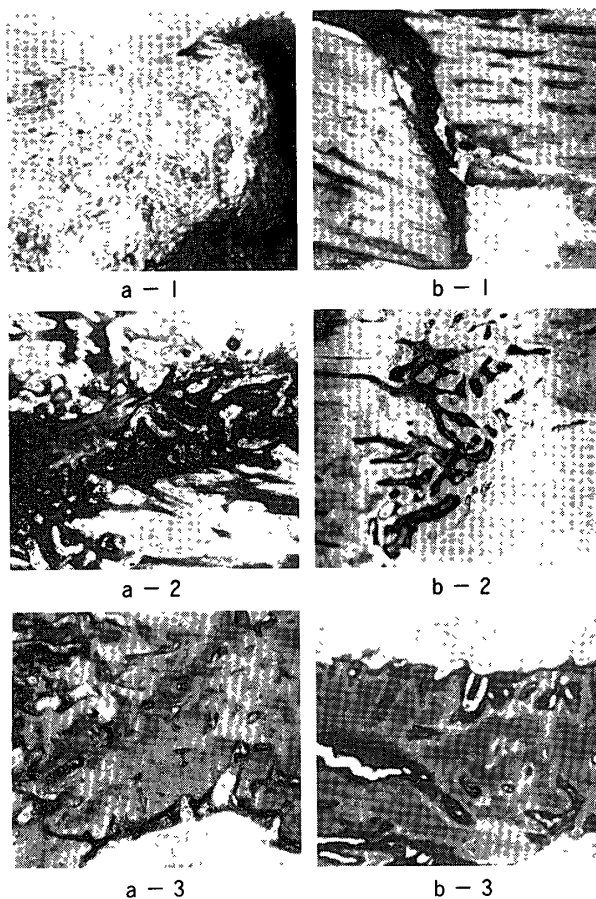 a – 1
b – 1
a – 2
b – 2
a – 3
b – 3